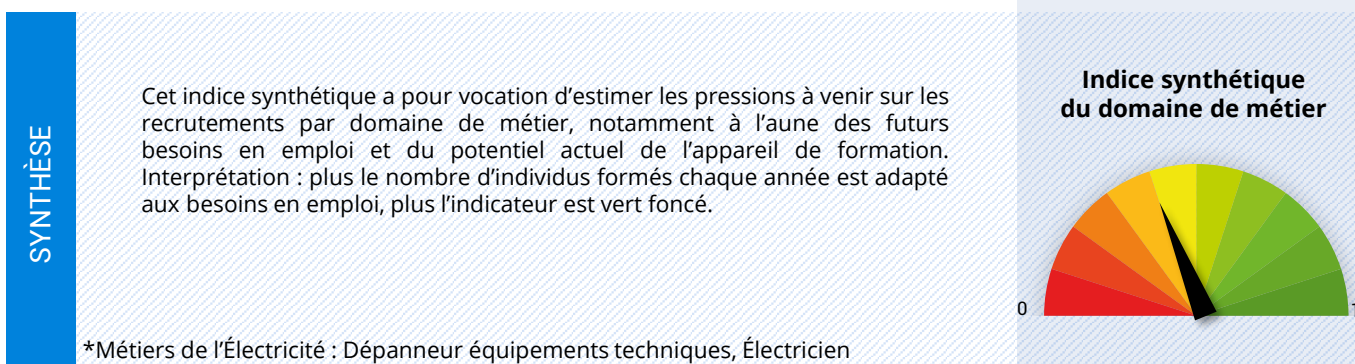 SYNTHÈSE
Cet indice synthétique a pour vocation d’estimer les pressions à venir sur les
recrutements par domaine de métier, notamment à l’aune des futurs
besoins en emploi et du potentiel actuel de l’appareil de formation.
Interprétation : plus le nombre d’individus formés chaque année est adapté
aux besoins en emploi, plus l’indicateur est vert foncé.
*Métiers de l’Électricité : Dépanneur équipements techniques, Électricien
Indice synthétique
du domaine de métier
0